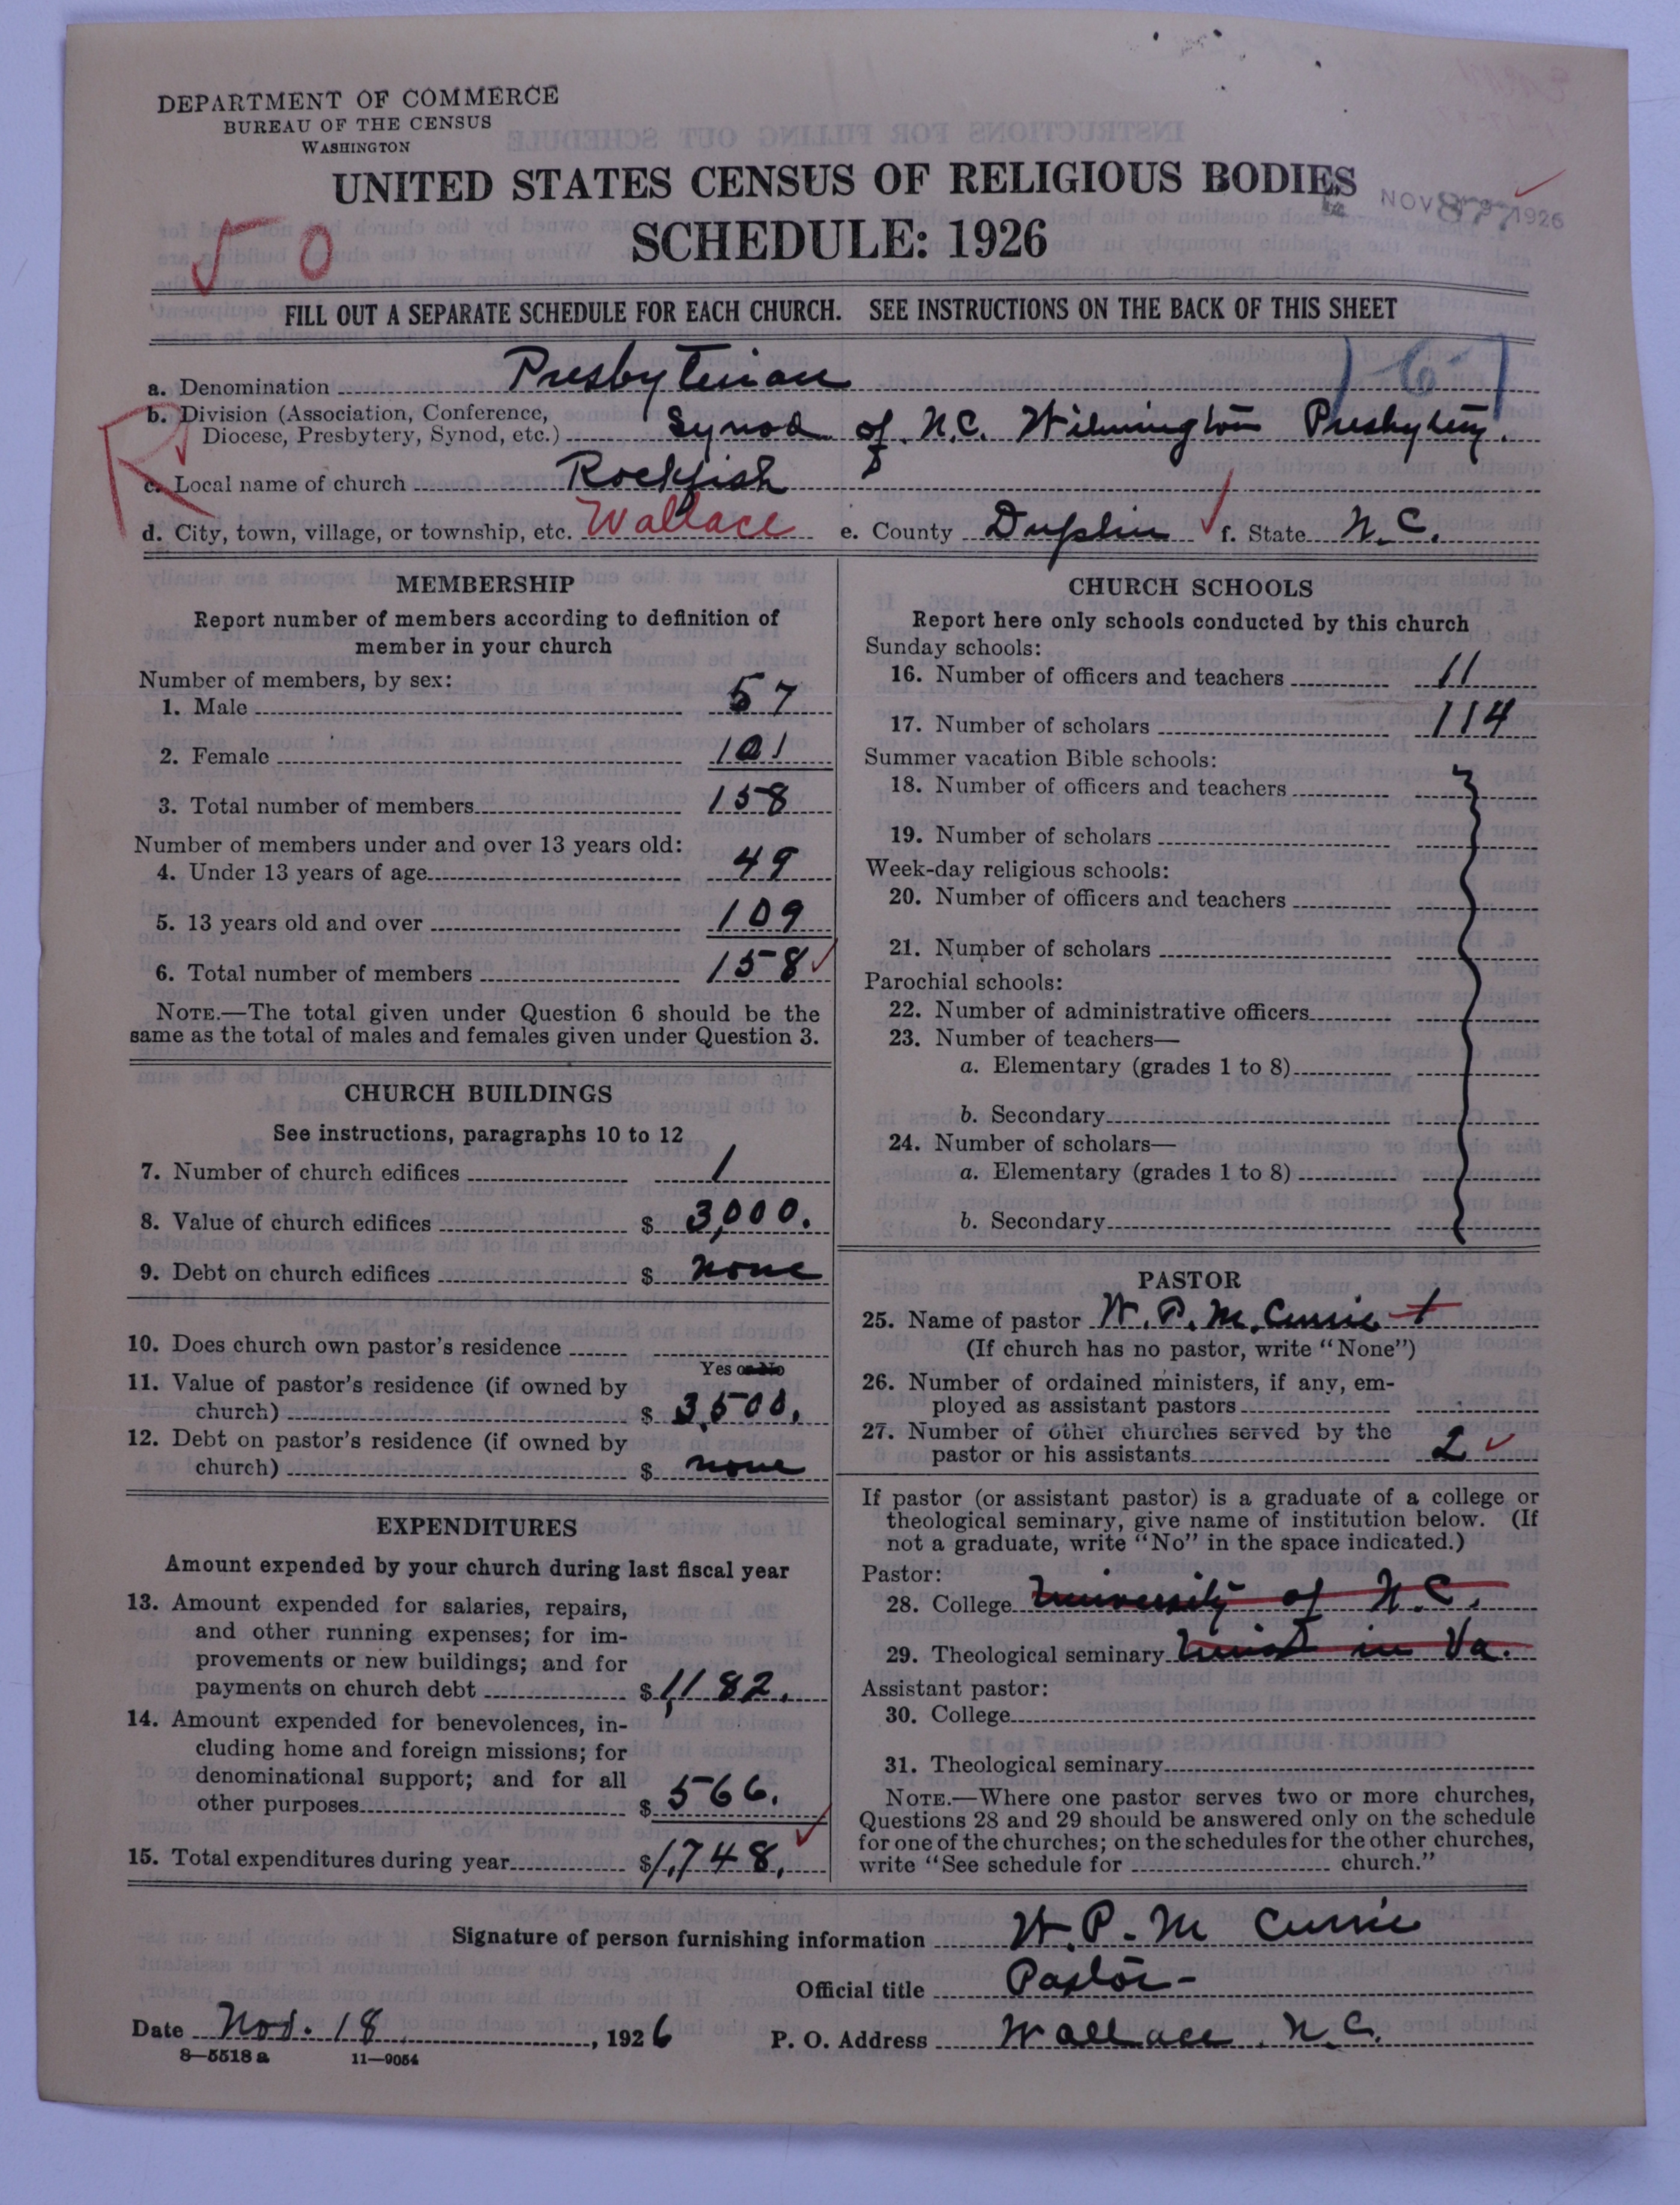 DEPARTMENT OF COMMERCE
BUREAU OF THE CENSUS
WASHINGTON
UNITED STATES CENSUS OF RELIGIOUS BODIES
SCHEDULE: 1926
50
FILL OUT A SEPARATE SCHEDULE FOR EACH CHURCH. SEE INSTRUCTIONS ON THE BACK OF THIS SHEET
a. Denomination Presbyterian
b. Division (Association, Conference,
Diocese, Presbytery, Synod, etc.) Synod of N.C. Wilmington Presbytery.
c. Local name of church Rockfish
d. City, town, village, or township, etc. Wallace e. County Duplin f. State N.C.
MEMBERSHIP
Report number of members according to definition of
member in your church
Number of members, by sex:
1. Male 57
2. Female 101
3. Total number of members 158
Number of members under and over 13 years old:
4. Under 13 years of age 49
5. 13 years old and over 109
6. Total number of members 158
NOTE.—The total given under Question 6 should be the
same as the total of males and females given under Question 3.
CHURCH BUILDINGS
See instructions, paragraphs 10 to 12
7. Number of church edifices 1
8. Value of church edifices $ 3,000.
9. Debt on church edifices $ none
10. Does church own pastor's residence
Yes or No
11. Value of pastor's residence (if owned by
church) $ 3,500.
12. Debt on pastor's residence (if owned by
church) $ none
EXPENDITURES
Amount expended by your church during last fiscal year
13. Amount expended for salaries, repairs,
and other running expenses; for im-
provements or new buildings; and for
payments on church debt $ 1,182.
14. Amount expended for benevolences, in-
cluding home and foreign missions; for
denominational support; and for all
other purposes $ 566.
15. Total expenditures during year $ 1,748.
CHURCH SCHOOLS
Report here only schools conducted by this church
Sunday schools:
16. Number of officers and teachers 11
17. Number of scholars 114
Summer vacation Bible schools:
18. Number of officers and teachers
19. Number of scholars
Week-day religious schools:
20. Number of officers and teachers
21. Number of scholars
Parochial schools:
22. Number of administrative officers
23. Number of teachers—
a. Elementary (grades 1 to 8)
b. Secondary
24. Number of scholars—
a. Elementary (grades 1 to 8)
b. Secondary
PASTOR
25. Name of pastor W. P. M. Currie
(If church has no pastor, write "None")
26. Number of ordained ministers, if any, em-
ployed as assistant pastors
27. Number of other churches served by the
pastor or his assistants 2
If pastor (or assistant pastor) is a graduate of a college or
theological seminary, give name of institution below. (If
not a graduate, write "No" in the space indicated.)
Pastor:
28. College University of N.C.
29. Theological seminary in Va.
Assistant pastor:
30. College
31. Theological seminary
NOTE.—Where one pastor serves two or more churches,
Questions 28 and 29 should be answered only on the schedule
for one of the churches; on the schedules for the other churches,
write "See schedule for church."
Signature of person furnishing information W. P. M Currie
Official title Pastor
Date Nov. 18, 1926 P. O. Address Wallace N.C.
8—5518a 11—9054